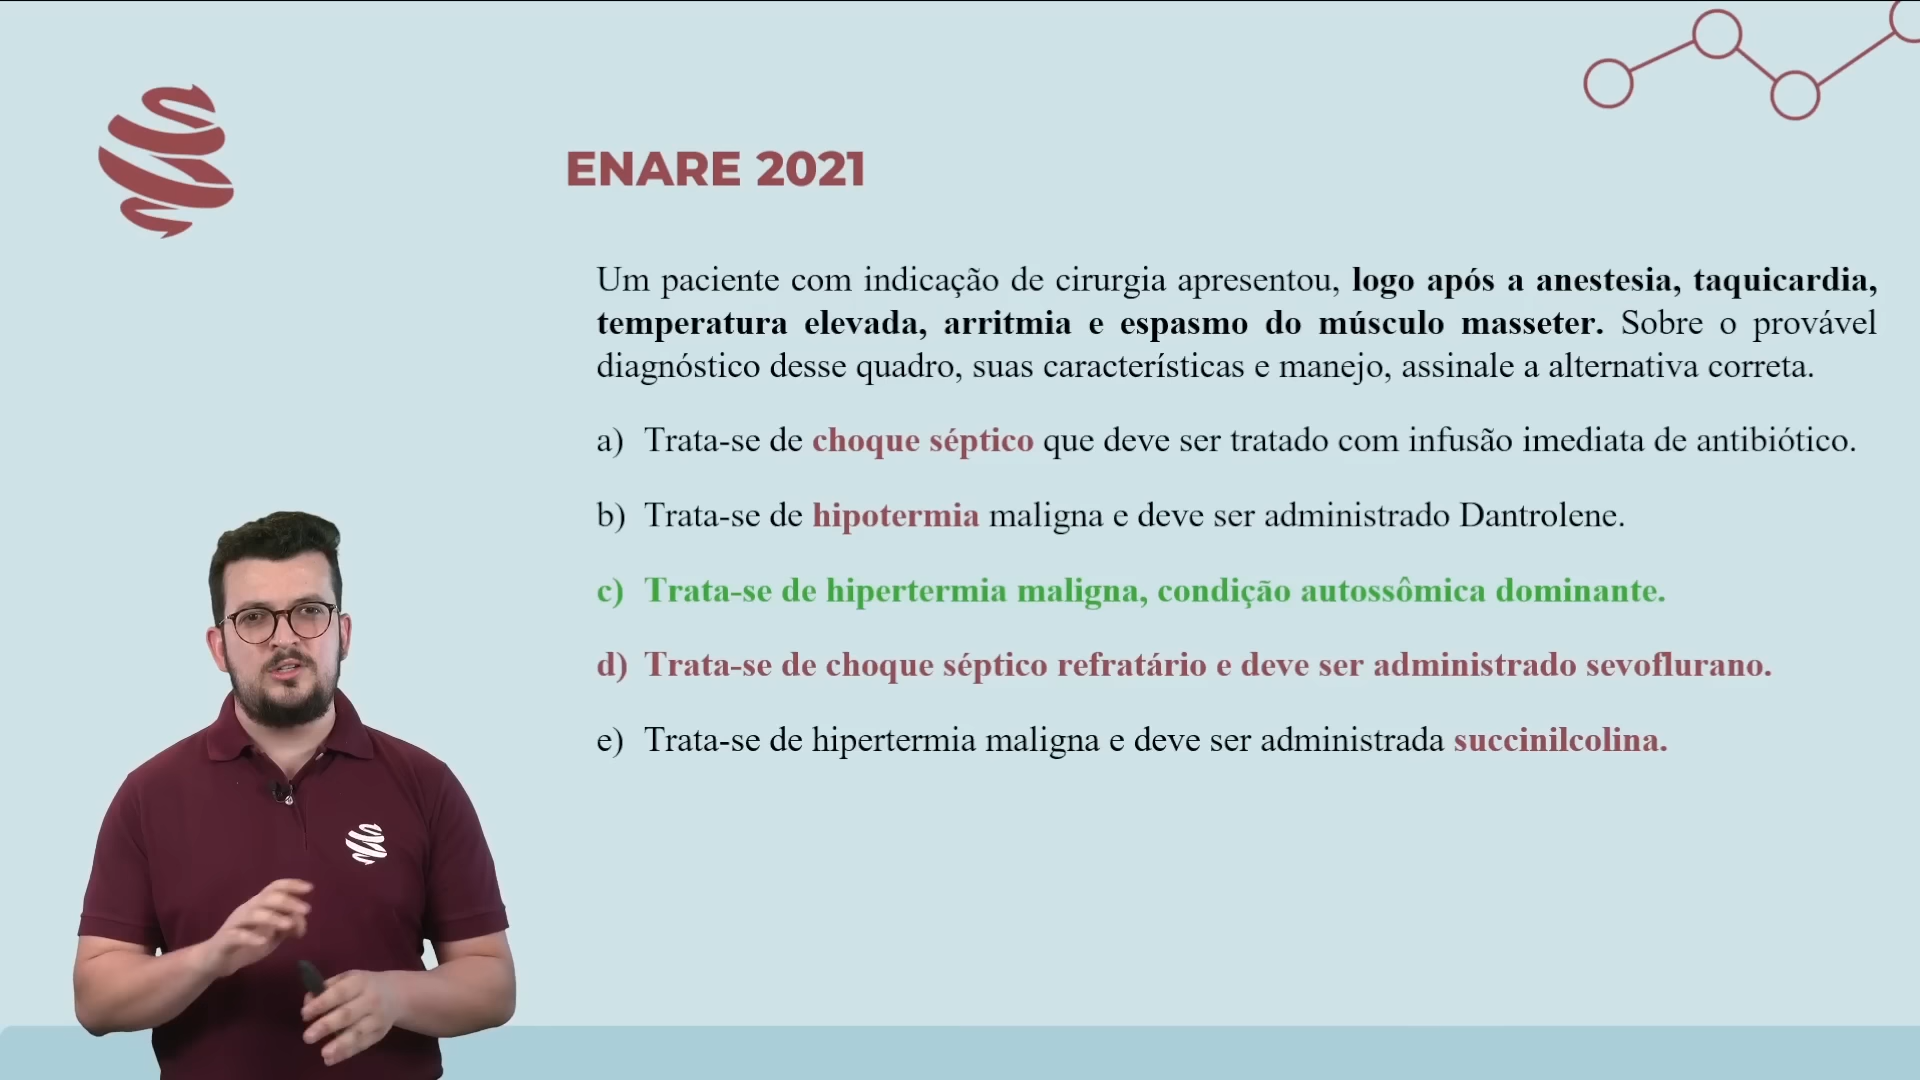 ENARE 2021
Um paciente com indicação de cirurgia apresentou, logo após a anestesia, taquicardia,
temperatura elevada, arritmia e espasmo do músculo masseter. Sobre o provável
diagnóstico desse quadro, suas características e manejo, assinale a alternativa correta.
a) Trata-se de choque séptico que deve ser tratado com infusão imediata de antibiótico.
b) Trata-se de hipotermia maligna e deve ser administrado Dantrolene.
c) Trata-se de hipertermia maligna, condição autossômica dominante.
d) Trata-se de choque séptico refratário e deve ser administrado sevoflurano.
e) Trata-se de hipertermia maligna e deve ser administrada succinilcolina.